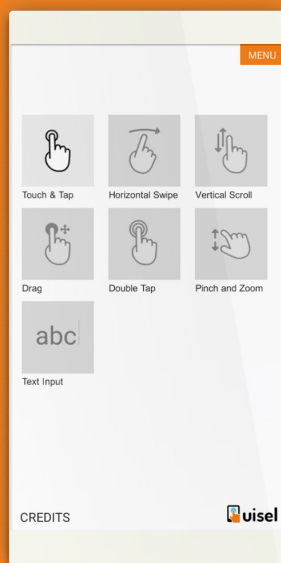 MENU
Touch & Tap
Horizontal Swipe
Vertical Scroll
Drag
Double Tap
Pinch and Zoom
abc
Text Input
CREDITS
uisel